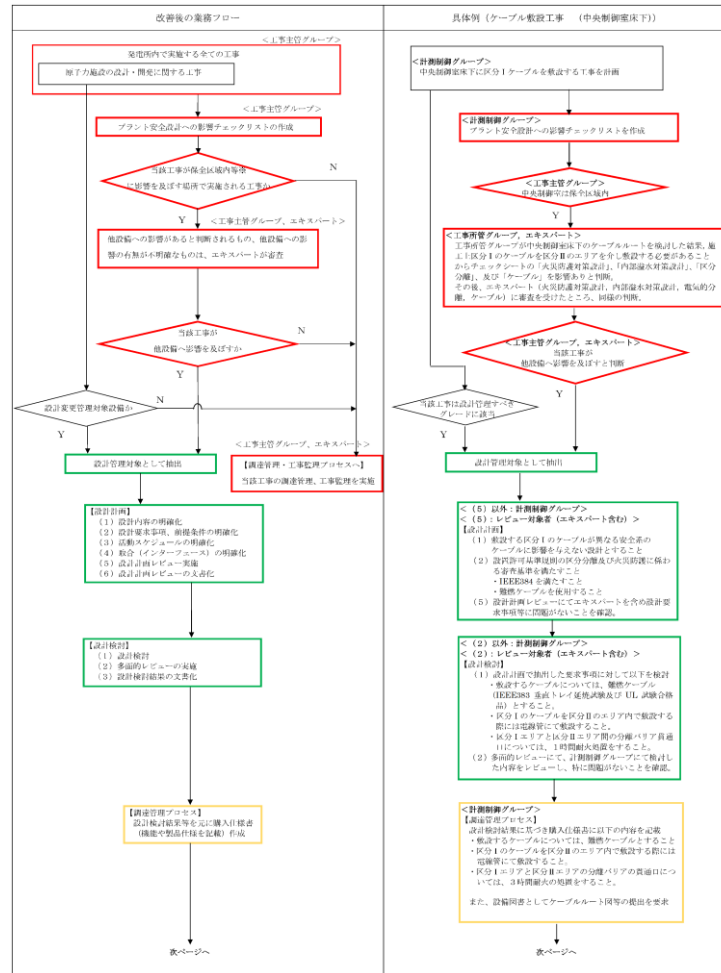 改善後の業務フロー
<工事主管グループ>
発電所内で実施する全ての工事
原子力施設の設計・開発に関する工事
<工事主管グループ>
プラント安全設計への影響チェックリストの作成
当該工事が保全区域内等※
に影響を及ぼす場所で実施される工事か
N
Y
<工事主管グループ、エキスパート>
他設備への影響があると判断されるもの、他設備への影
響の有無が不明確なものは、エキスパートが審査
当該工事が
他設備へ影響を及ぼすか
N
Y
設計変更管理対象設備か
N
Y
設計管理対象として抽出
<工事主管グループ、エキスパート>
【調達管理・工事監理プロセスへ】
当該工事の調達管理、工事監理を実施
【設計計画】
(1)設計内容の明確化
(2)設計要求事項、前提条件の明確化
(3)活動スケジュールの明確化
(4)取合(インターフェース)の明確化
(5)設計計画レビュー実施
(6)設計計画レビューの文書化
【設計検討】
(1)設計検討
(2)多面的レビューの実施
(3)設計検討結果の文書化
【調達管理プロセス】
設計検討結果等を元に購入仕様書
(機能や製品仕様を記載)作成
次ページへ
具体例(ケーブル敷設工事 (中央制御室床下))
<計測制御グループ>
中央制御室床下に区分Ⅰケーブルを敷設する工事を計画
<計測制御グループ>
プラント安全設計への影響チェックリストを作成
<工事主管グループ>
中央制御室は保全区域内
<工事所管グループ、エキスパート>
工事所管グループが中央制御室床下のケーブルルートを検討した結果、施
工上区分Ⅰのケーブルを区分Ⅱのエリアを介し敷設する必要があること
からチェックシートの「火災防護対策設計」、「内部溢水対策設計」、「区分
分離」、及び「ケーブル」を影響ありと判断。
その後、エキスパート(火災防護対策設計、内部溢水対策設計、電気的分
離、ケーブル)に審査を受けたところ、同様の判断。
<工事主管グループ、エキスパート>
当該工事が
他設備へ影響を及ぼすと判断
当該工事は設計管理すべき
グレードに該当
Y
Y
設計管理対象として抽出
<(5)以外:計測制御グループ>
<(5):レビュー対象者(エキスパート含む)>
【設計計画】
(1)敷設する区分Ⅰのケーブルが異なる安全系の
ケーブルに影響を与えない設計とすること
(2)設置許可基準規則の区分分離及び火災防護に係わ
る審査基準を満たすこと
・IEEE384を満たすこと
・難燃ケーブルを使用すること
(5)設計計画レビューにてエキスパートを含め設計要
求事項等に問題がないことを確認。
<(2)以外:計測制御グループ>
<(2):レビュー対象者(エキスパート含む)>
【設計検討】
(1)設計計画で抽出した要求事項に対して以下を検討
・敷設するケーブルについては、難燃ケーブル
(IEEE383 垂直トレイ延焼試験及び UL 試験合格
品)とすること。
・区分Ⅰのケーブルを区分Ⅱのエリア内で敷設する
際には電線管にて敷設すること。
・区分Ⅰエリアと区分Ⅱエリア間の分離バリア貫通
口については、1時間耐火処置をすること。
(2)多面的レビューにて、計測制御グループにて検討し
た内容をレビューし、特に問題がないことを確認。
<計測制御グループ>
【調達管理プロセス】
設計検討結果に基づき購入仕様書に以下の内容を記載
・敷設するケーブルについては、難燃ケーブルとすること
・区分Ⅰのケーブルを区分Ⅱのエリア内で敷設する際には
電線管にて敷設すること。
・区分Ⅰエリアと区分Ⅱエリアの分離バリアの貫通口につ
いては、3時間耐火の処置をすること。
また、設備図書としてケーブルルート図等の提出を要求
次ページへ